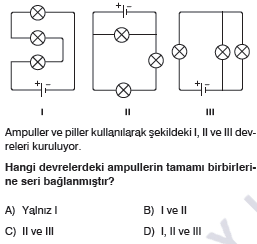 + −
+ −
+ −
I
II
III
Ampuller ve piller kullanılarak şekildeki I, II ve III dev-
releri kuruluyor.
Hangi devrelerdeki ampullerin tamamı birbirleri-
ne seri bağlanmıştır?
A) Yalnız I
B) I ve II
C) II ve III
D) I, II ve III